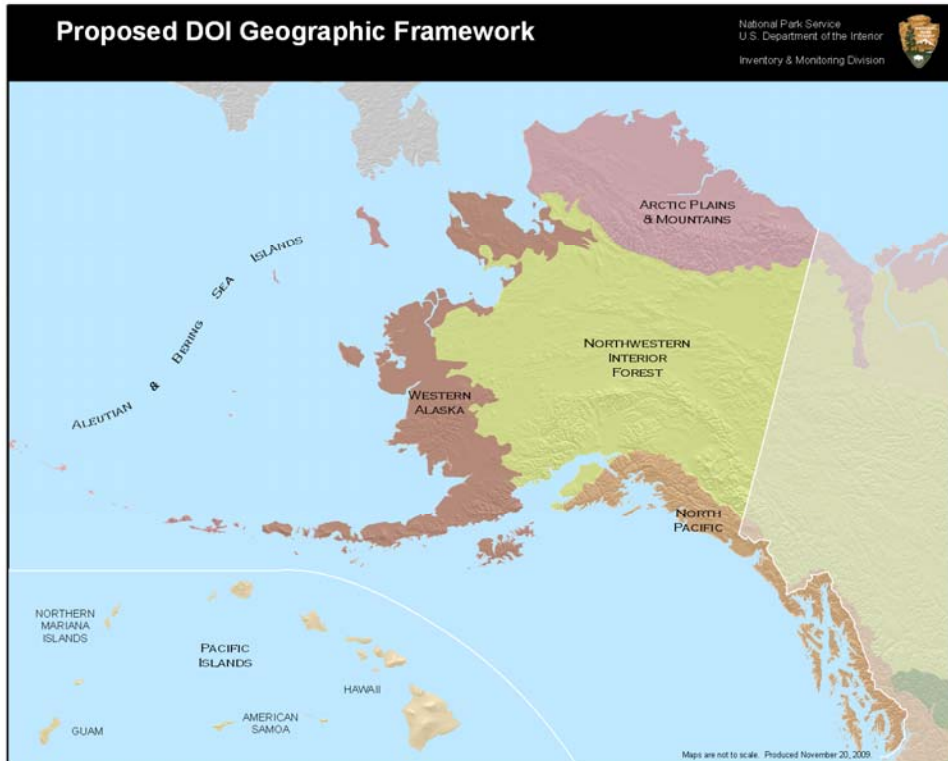 Proposed DOI Geographic Framework
National Park Service
U.S. Department of the Interior
Inventory & Monitoring Division
ARCTIC PLAINS
& MOUNTAINS
ALEUTIAN & BERING SEA ISLANDS
NORTHWESTERN
INTERIOR
FOREST
WESTERN
ALASKA
NORTH
PACIFIC
NORTHERN
MARIANA
ISLANDS
PACIFIC
ISLANDS
HAWAII
GUAM
AMERICAN
SAMOA
Maps are not to scale. Produced November 20, 2009.